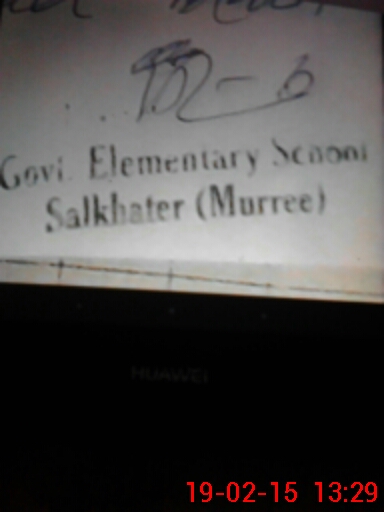 Govt. Elementary School
Salkhater (Murree)
HUAWEI
19-02-15 13:29